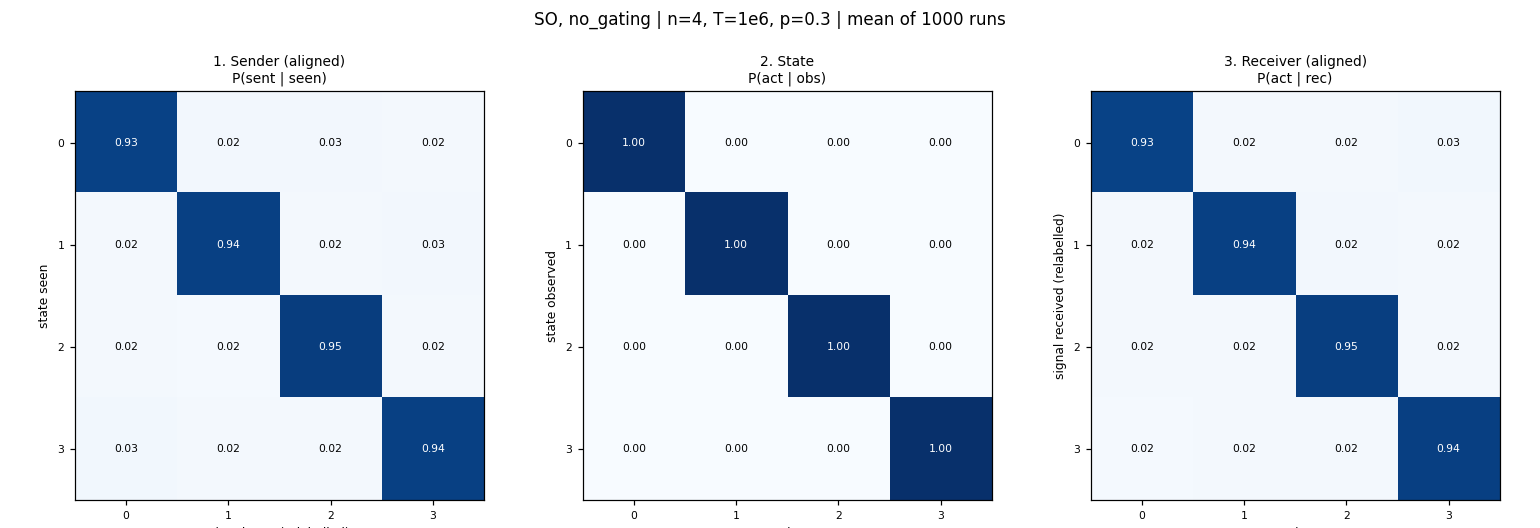 SO, no_gating | n=4, T=1e6, p=0.3 | mean of 1000 runs
1. Sender (aligned)
P(sent | seen)
state seen
0 0.93 0.02 0.03 0.02
1 0.02 0.94 0.02 0.03
2 0.02 0.02 0.95 0.02
3 0.03 0.02 0.02 0.94
0 1 2 3
2. State
P(act | obs)
state observed
0 1.00 0.00 0.00 0.00
1 0.00 1.00 0.00 0.00
2 0.00 0.00 1.00 0.00
3 0.00 0.00 0.00 1.00
0 1 2 3
3. Receiver (aligned)
P(act | rec)
signal received (relabelled)
0 0.93 0.02 0.02 0.03
1 0.02 0.94 0.02 0.02
2 0.02 0.02 0.95 0.02
3 0.02 0.02 0.02 0.94
0 1 2 3